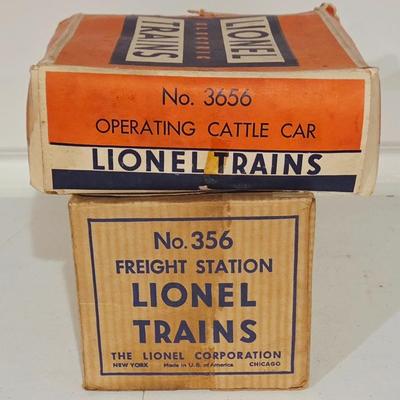 LIONEL
ELECTRIC
TRAINS
No. 3656
OPERATING CATTLE CAR
LIONEL TRAINS
No. 356
FREIGHT STATION
LIONEL
TRAINS
THE LIONEL CORPORATION
NEW YORK Made in U.S. of America CHICAGO